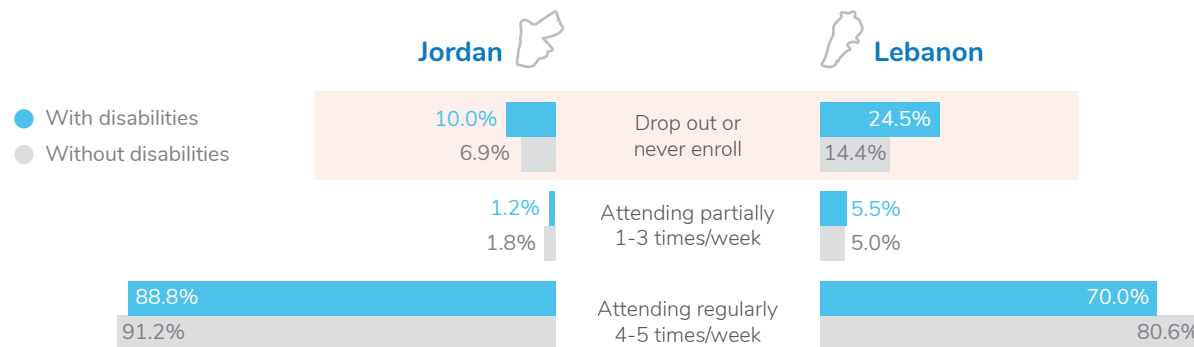 Jordan
Lebanon
With disabilities
Without disabilities
10.0%
6.9%
Drop out or
never enroll
24.5%
14.4%
1.2%
1.8%
Attending partially
1-3 times/week
5.5%
5.0%
88.8%
91.2%
Attending regularly
4-5 times/week
70.0%
80.6%